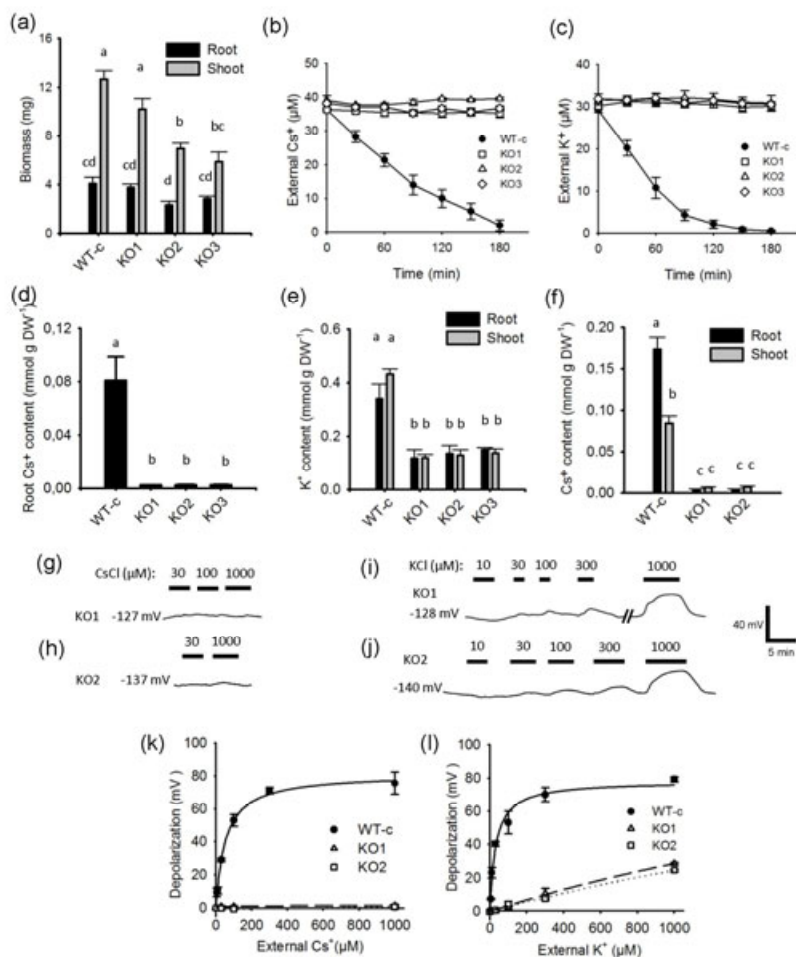 (a)
Biomass (mg)
16
12
8
4
0
Root
Shoot
a
a
b
bc
cd
cd
d
cd
WT-c
KO1
KO2
KO3
(b)
External Cs⁺ (µM)
50
40
30
20
10
0
WT-c
KO1
KO2
KO3
0 60 120 180
Time (min)
(c)
External K⁺ (µM)
40
30
20
10
0
WT-c
KO1
KO2
KO3
0 60 120 180
Time (min)
(d)
Root Cs+ content (mmol g DW⁻¹)
0,12
0,08
0,04
0,00
a
b b b
WT-c
KO1
KO2
KO3
(e)
K⁺ content (mmol g DW⁻¹)
0.6
0.4
0.2
0.0
Root
Shoot
a a
b b b b b b
WT-c
KO1
KO2
KO3
(f)
Cs⁺ content (mmol g DW⁻¹)
0.20
0.15
0.10
0.05
0.00
Root
Shoot
a
b
c c c c
WT-c
KO1
KO2
(g)
CsCl (µM):
30 100 1000
KO1 -127 mV
(h)
30 1000
KO2 -137 mV
(i)
KCl (µM): 10 30 100 300 1000
KO1
-128 mV
40 mV
5 min
(j)
KO2
10 30 100 300 1000
-140 mV
(k)
Depolarization (mV)
100
80
60
40
20
0
WT-c
KO1
KO2
0 200 400 600 800 1000
External Cs⁺(µM)
(l)
Depolarization (mV)
100
80
60
40
20
0
WT-c
KO1
KO2
0 200 400 600 800 1000
External K⁺ (µM)